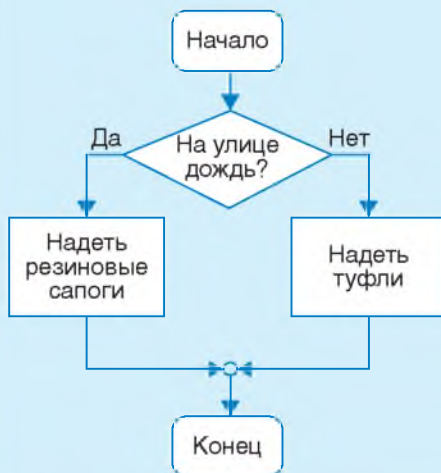 Начало
Да
На улице
дождь?
Нет
Надеть
резиновые
сапоги
Надеть
туфли
Конец